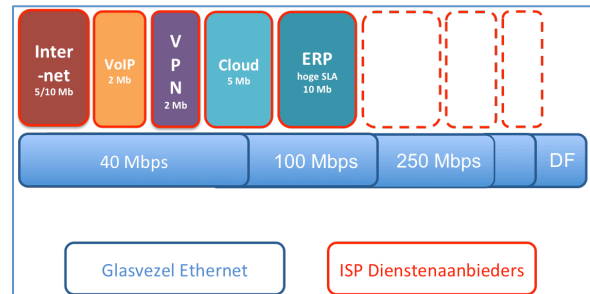 Inter
-net
5/10 Mb
VoIP
2 Mb
V
P
N
2 Mb
Cloud
5 Mb
ERP
hoge SLA
10 Mb
40 Mbps
100 Mbps
250 Mbps
DF
Glasvezel Ethernet
ISP Dienstenaanbieders